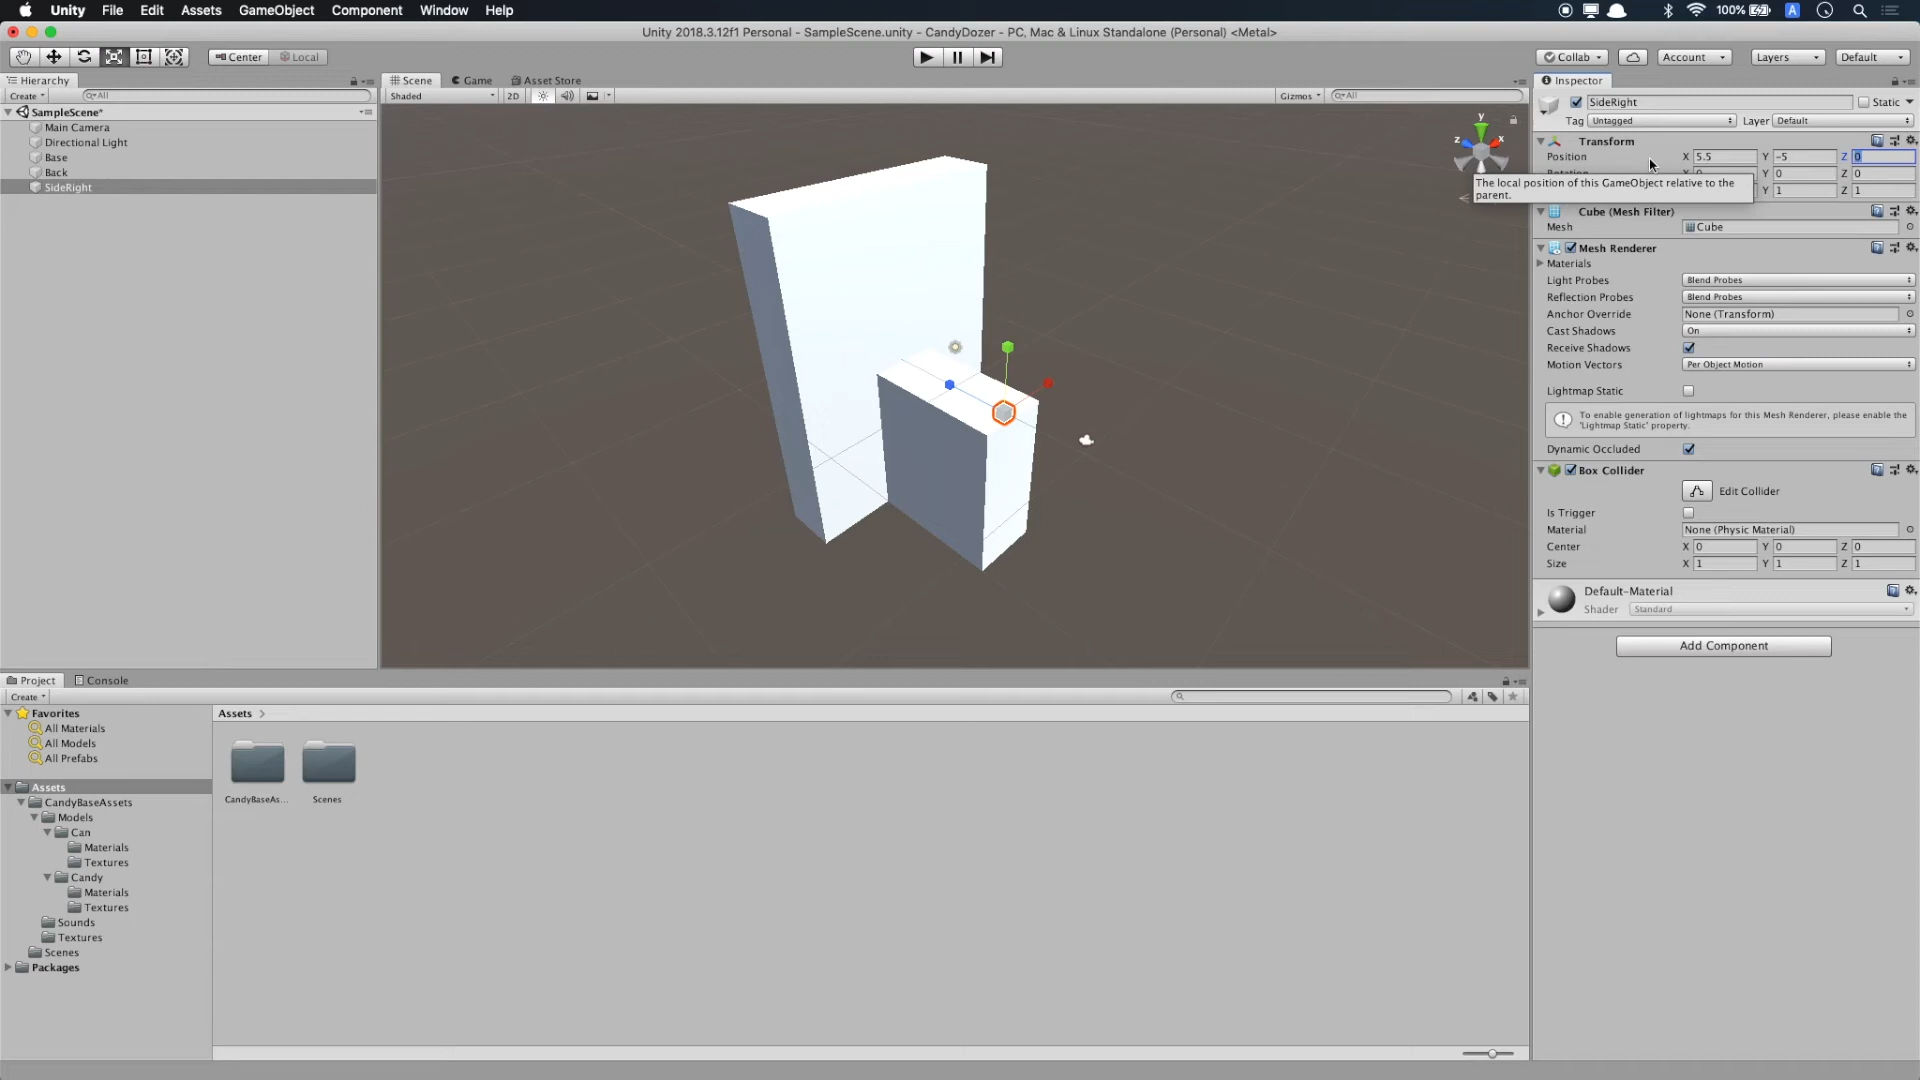 Unity File Edit Assets GameObject Component Window Help 100% A
Unity 2018.3.12f1 Personal - SampleScene.unity - CandyDozer - PC, Mac & Linux Standalone (Personal) <Metal>
Center Local Collab Account Layers Default
Hierarchy
Create All
SampleScene*
Main Camera
Directional Light
Base
Back
SideRight
Scene Game Asset Store
Shaded 2D Gizmos All
y
z x
Inspector
SideRight Static
Tag Untagged Layer Default
Transform
Position X 5.5 Y -5 Z 0
Y 0 Z 0
The local position of this GameObject relative to the
parent.
Y 1 Z 1
Cube (Mesh Filter)
Mesh Cube
Mesh Renderer
Materials
Light Probes Blend Probes
Reflection Probes Blend Probes
Anchor Override None (Transform)
Cast Shadows On
Receive Shadows
Motion Vectors Per Object Motion
Lightmap Static
To enable generation of lightmaps for this Mesh Renderer, please enable the
'Lightmap Static' property.
Dynamic Occluded
Box Collider
Edit Collider
Is Trigger
Material None (Physic Material)
Center X 0 Y 0 Z 0
Size X 1 Y 1 Z 1
Default-Material
Shader Standard
Add Component
Project Console
Create
Favorites
All Materials
All Models
All Prefabs
Assets
CandyBaseAssets
Models
Can
Materials
Textures
Candy
Materials
Textures
Sounds
Textures
Scenes
Packages
Assets
CandyBaseAs...
Scenes